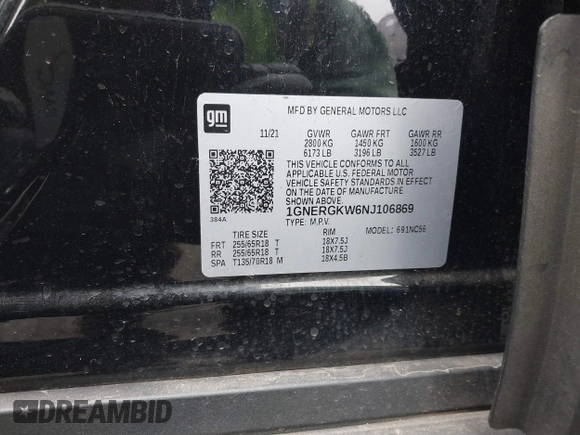 gm
MFD BY GENERAL MOTORS LLC
11/21 GVWR GAWR FRT GAWR RR
2800 KG 1450 KG 1600 KG
6173 LB 3196 LB 3527 LB
THIS VEHICLE CONFORMS TO ALL
APPLICABLE U.S. FEDERAL MOTOR
VEHICLE SAFETY STANDARDS IN EFFECT
ON THE DATE OF MANUFACTURE
SHOWN ABOVE.
384A
1GNERGKW6NJ106869
TYPE: M.P.V. MODEL: 691NC56
TIRE SIZE RIM
FRT 255/65R18 T 18X7.5J
RR 255/65R18 T 18X7.5J
SPA T135/70R18 M 18X4.5B
DREAMBID